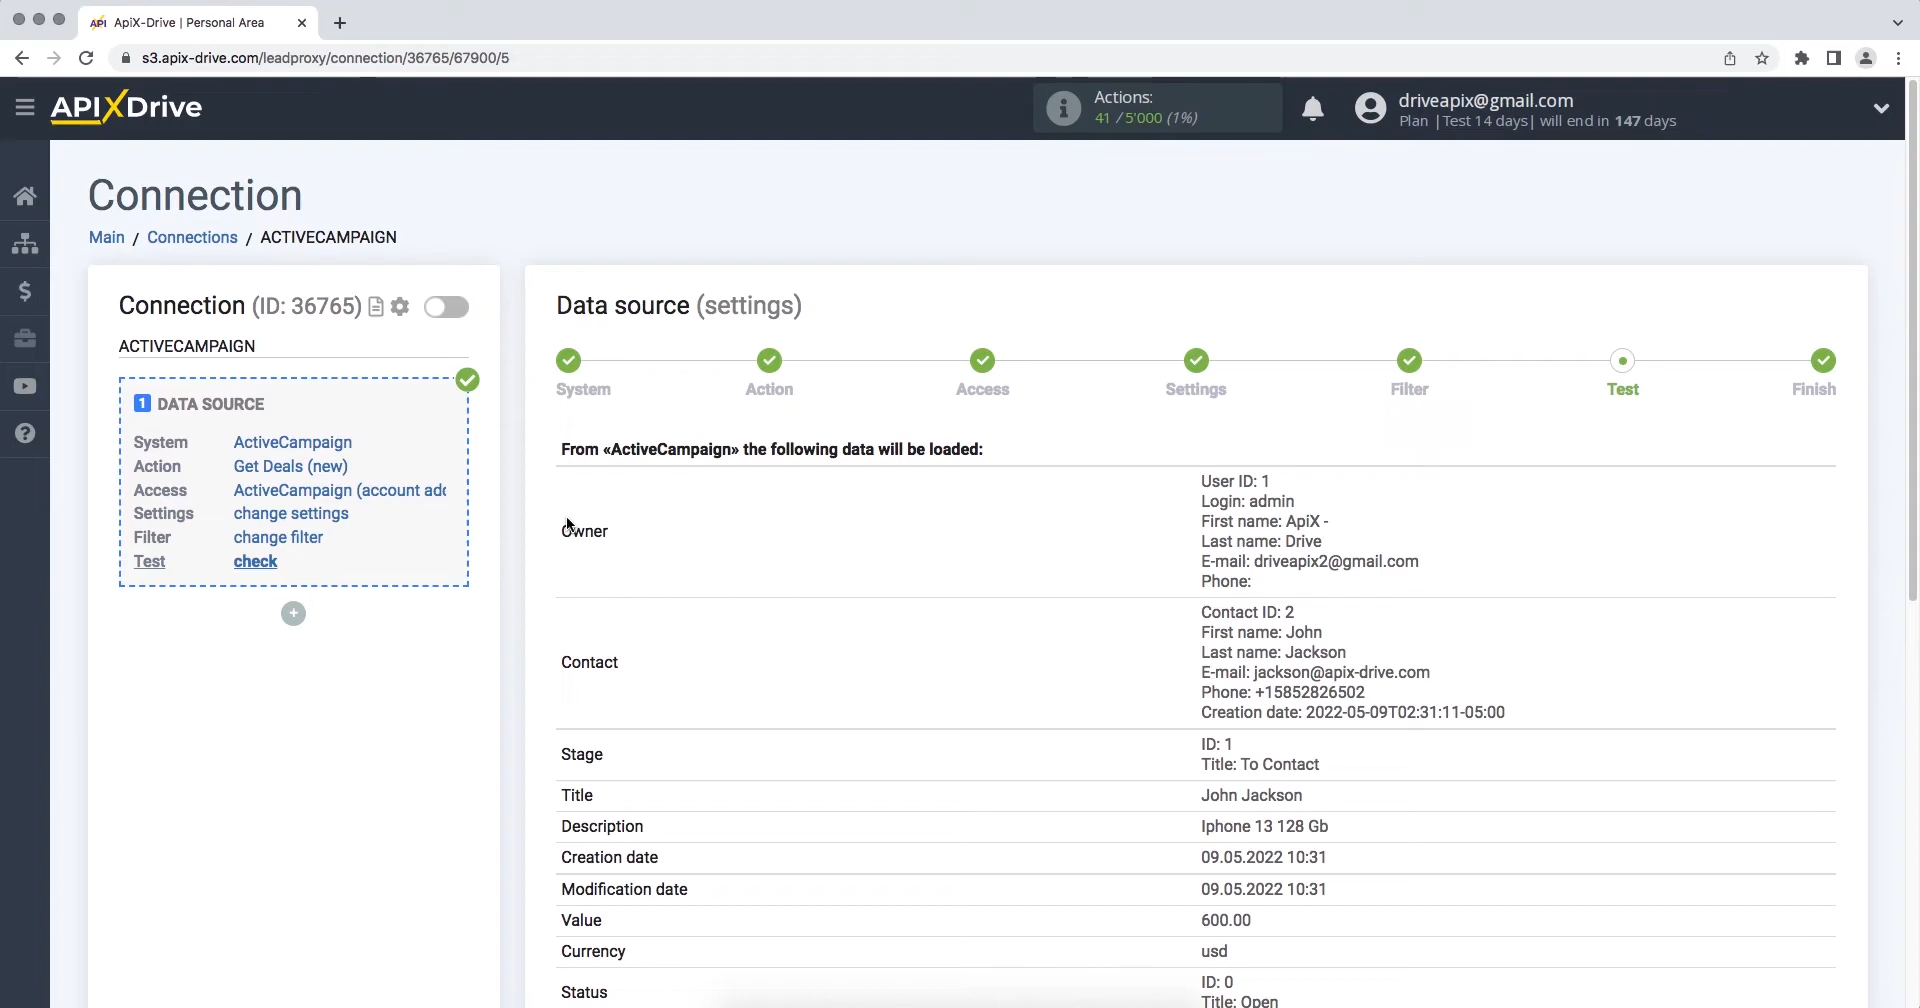 API ApiX-Drive | Personal Area
s3.apix-drive.com/leadproxy/connection/36765/67900/5
APIXDrive
Actions:
41 / 5'000 (1%)
driveapix@gmail.com
Plan |Test 14 days| will end in 147 days
Connection
Main / Connections / ACTIVECAMPAIGN
Connection (ID: 36765)
ACTIVECAMPAIGN
1 DATA SOURCE
System ActiveCampaign
Action Get Deals (new)
Access ActiveCampaign (account add
Settings change settings
Filter change filter
Test check
Data source (settings)
System Action Access Settings Filter Test Finish
From «ActiveCampaign» the following data will be loaded:
Owner
User ID: 1
Login: admin
First name: ApiX -
Last name: Drive
E-mail: driveapix2@gmail.com
Phone:
Contact
Contact ID: 2
First name: John
Last name: Jackson
E-mail: jackson@apix-drive.com
Phone: +15852826502
Creation date: 2022-05-09T02:31:11-05:00
Stage
ID: 1
Title: To Contact
Title John Jackson
Description Iphone 13 128 Gb
Creation date 09.05.2022 10:31
Modification date 09.05.2022 10:31
Value 600.00
Currency usd
Status
ID: 0
Title: Open